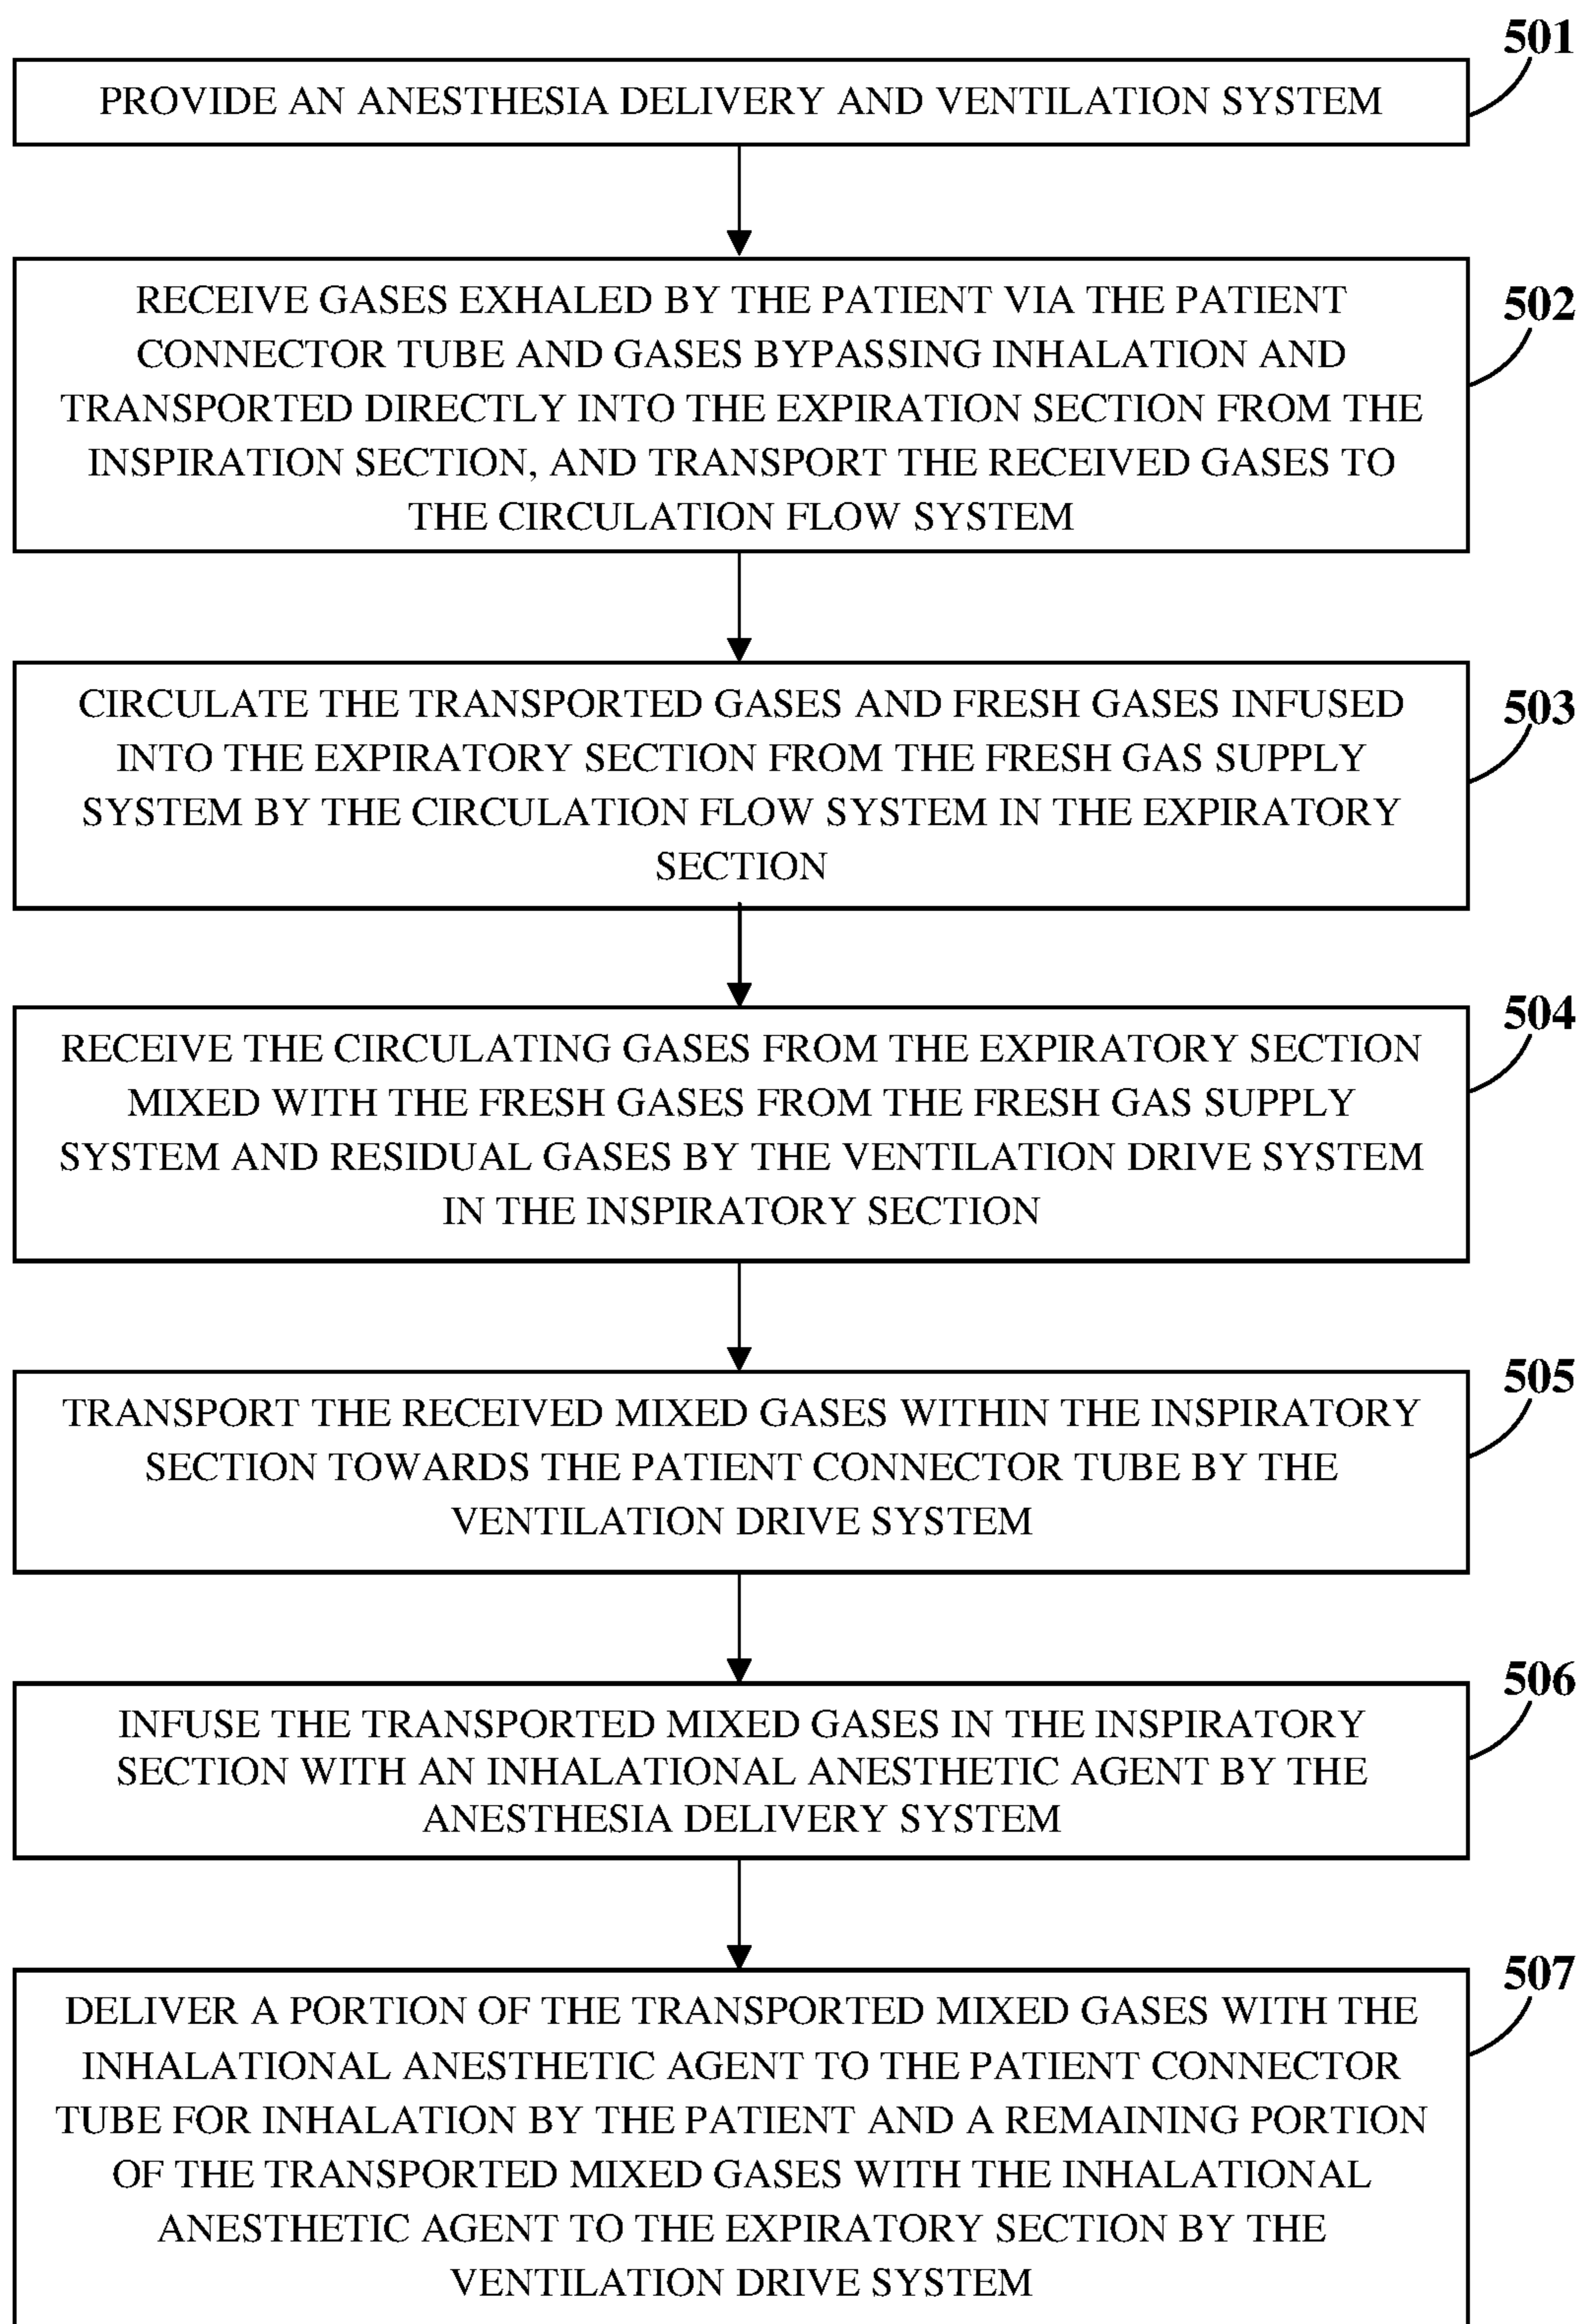 501
PROVIDE AN ANESTHESIA DELIVERY AND VENTILATION SYSTEM
502
RECEIVE GASES EXHALED BY THE PATIENT VIA THE PATIENT
CONNECTOR TUBE AND GASES BYPASSING INHALATION AND
TRANSPORTED DIRECTLY INTO THE EXPIRATION SECTION FROM THE
INSPIRATION SECTION, AND TRANSPORT THE RECEIVED GASES TO
THE CIRCULATION FLOW SYSTEM
503
CIRCULATE THE TRANSPORTED GASES AND FRESH GASES INFUSED
INTO THE EXPIRATORY SECTION FROM THE FRESH GAS SUPPLY
SYSTEM BY THE CIRCULATION FLOW SYSTEM IN THE EXPIRATORY
SECTION
504
RECEIVE THE CIRCULATING GASES FROM THE EXPIRATORY SECTION
MIXED WITH THE FRESH GASES FROM THE FRESH GAS SUPPLY
SYSTEM AND RESIDUAL GASES BY THE VENTILATION DRIVE SYSTEM
IN THE INSPIRATORY SECTION
505
TRANSPORT THE RECEIVED MIXED GASES WITHIN THE INSPIRATORY
SECTION TOWARDS THE PATIENT CONNECTOR TUBE BY THE
VENTILATION DRIVE SYSTEM
506
INFUSE THE TRANSPORTED MIXED GASES IN THE INSPIRATORY
SECTION WITH AN INHALATIONAL ANESTHETIC AGENT BY THE
ANESTHESIA DELIVERY SYSTEM
507
DELIVER A PORTION OF THE TRANSPORTED MIXED GASES WITH THE
INHALATIONAL ANESTHETIC AGENT TO THE PATIENT CONNECTOR
TUBE FOR INHALATION BY THE PATIENT AND A REMAINING PORTION
OF THE TRANSPORTED MIXED GASES WITH THE INHALATIONAL
ANESTHETIC AGENT TO THE EXPIRATORY SECTION BY THE
VENTILATION DRIVE SYSTEM